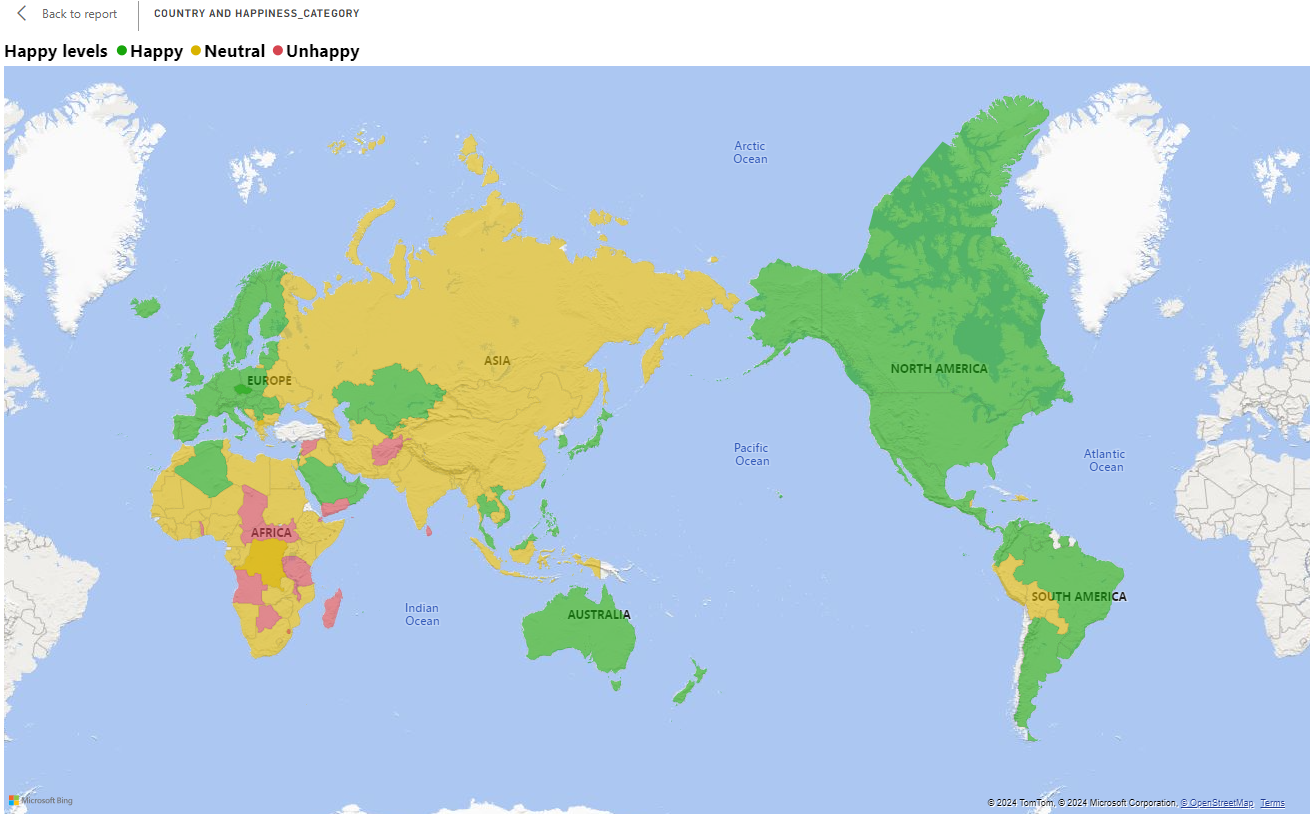 Back to report
COUNTRY AND HAPPINESS_CATEGORY
Happy levels Happy Neutral Unhappy
Arctic
Ocean
ASIA
EUROPE
NORTH AMERICA
Pacific
Ocean
Atlantic
Ocean
AFRICA
SOUTH AMERICA
Indian
Ocean
AUSTRALIA
Microsoft Bing
© 2024 TomTom, © 2024 Microsoft Corporation, © OpenStreetMap Terms